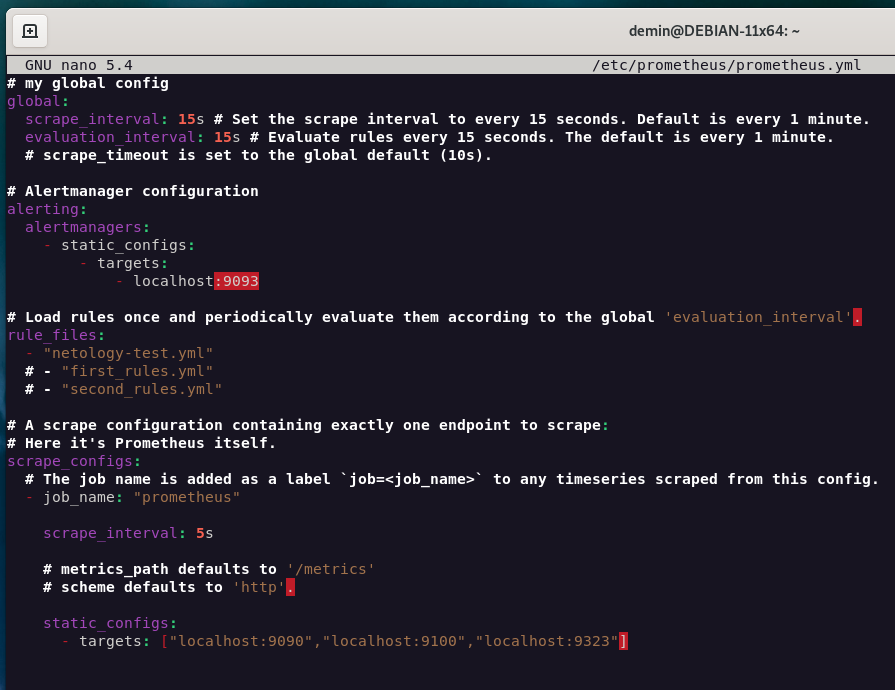 demin@DEBIAN-11x64: ~
GNU nano 5.4 /etc/prometheus/prometheus.yml
# my global config
global:
  scrape_interval: 15s # Set the scrape interval to every 15 seconds. Default is every 1 minute.
  evaluation_interval: 15s # Evaluate rules every 15 seconds. The default is every 1 minute.
  # scrape_timeout is set to the global default (10s).

# Alertmanager configuration
alerting:
  alertmanagers:
    - static_configs:
        - targets:
            - localhost:9093

# Load rules once and periodically evaluate them according to the global 'evaluation_interval'.
rule_files:
  - "netology-test.yml"
  # - "first_rules.yml"
  # - "second_rules.yml"

# A scrape configuration containing exactly one endpoint to scrape:
# Here it's Prometheus itself.
scrape_configs:
  # The job name is added as a label `job=<job_name>` to any timeseries scraped from this config.
  - job_name: "prometheus"

    scrape_interval: 5s

    # metrics_path defaults to '/metrics'
    # scheme defaults to 'http'.

    static_configs:
      - targets: ["localhost:9090","localhost:9100","localhost:9323"]